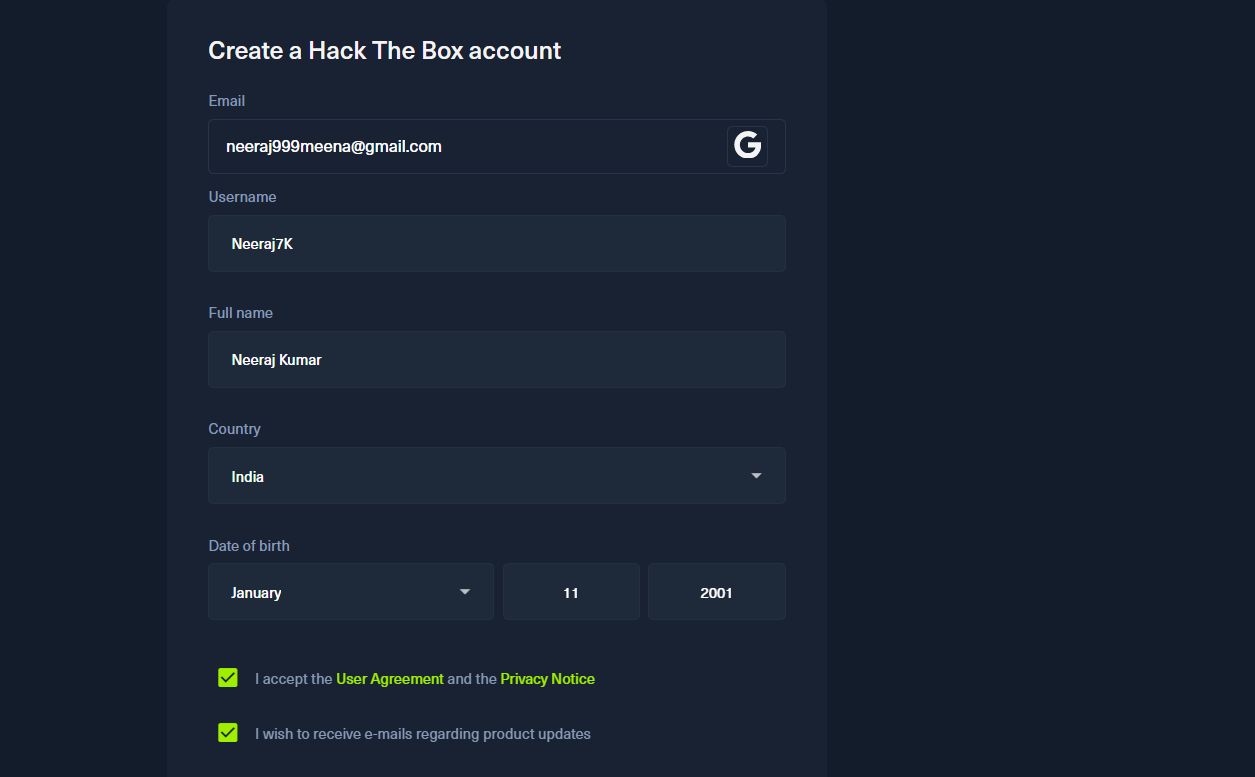 Create a Hack The Box account
Email
neeraj999meena@gmail.com
G
Username
Neeraj7K
Full name
Neeraj Kumar
Country
India
Date of birth
January 11 2001
I accept the User Agreement and the Privacy Notice
I wish to receive e-mails regarding product updates